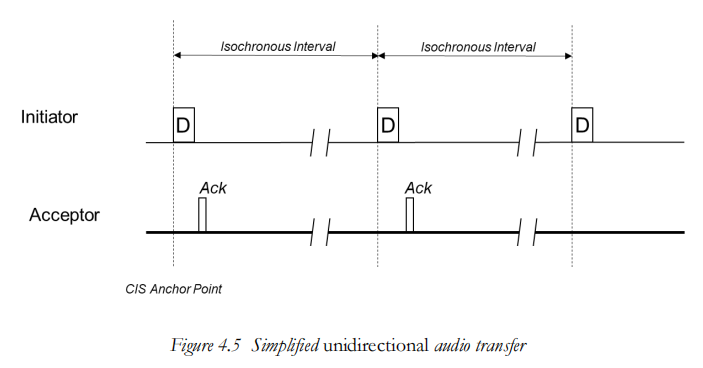 Isochronous Interval Isochronous Interval
Initiator
D D D
Ack Ack
Acceptor
CIS Anchor Point
Figure 4.5 Simplified unidirectional audio transfer